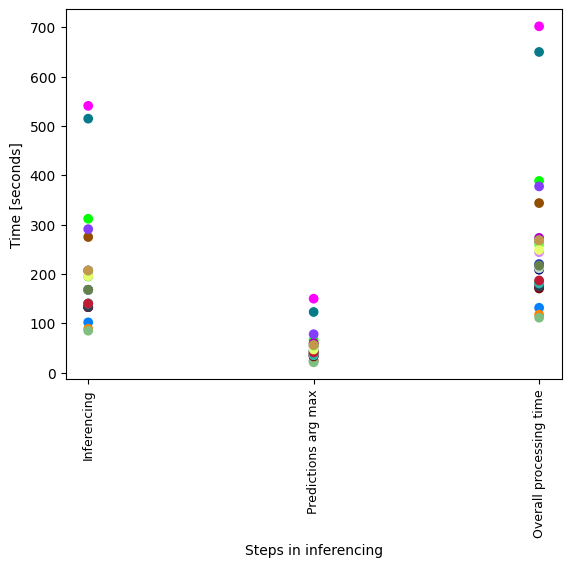 700
600
500
400
300
200
100
0
Time [seconds]
Inferencing
Predictions arg max
Overall processing time
Steps in inferencing